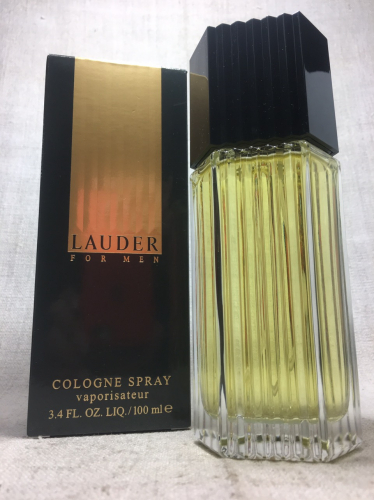 LAUDER
FOR MEN
COLOGNE SPRAY
vaporisateur
3.4 FL. OZ. LIQ./100 ml ℮